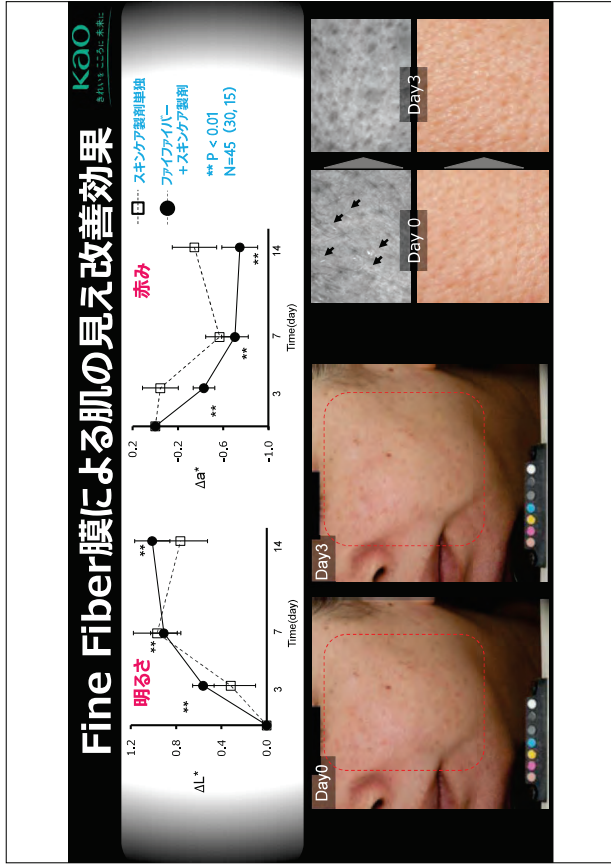 Fine Fiber膜による肌の見え改善効果
kao
きれいを こころに 未来に
明るさ
ΔL*
1.2
0.8
0.4
0.0
3
7
14
Time(day)
**
**
**
赤み
Δa*
0.2
-0.2
-0.6
-1.0
3
7
14
Time(day)
**
**
**
スキンケア製剤単独
ファイファイバー
+スキンケア製剤
** P < 0.01
N=45 (30, 15)
Day0
Day3
Day 0
Day3